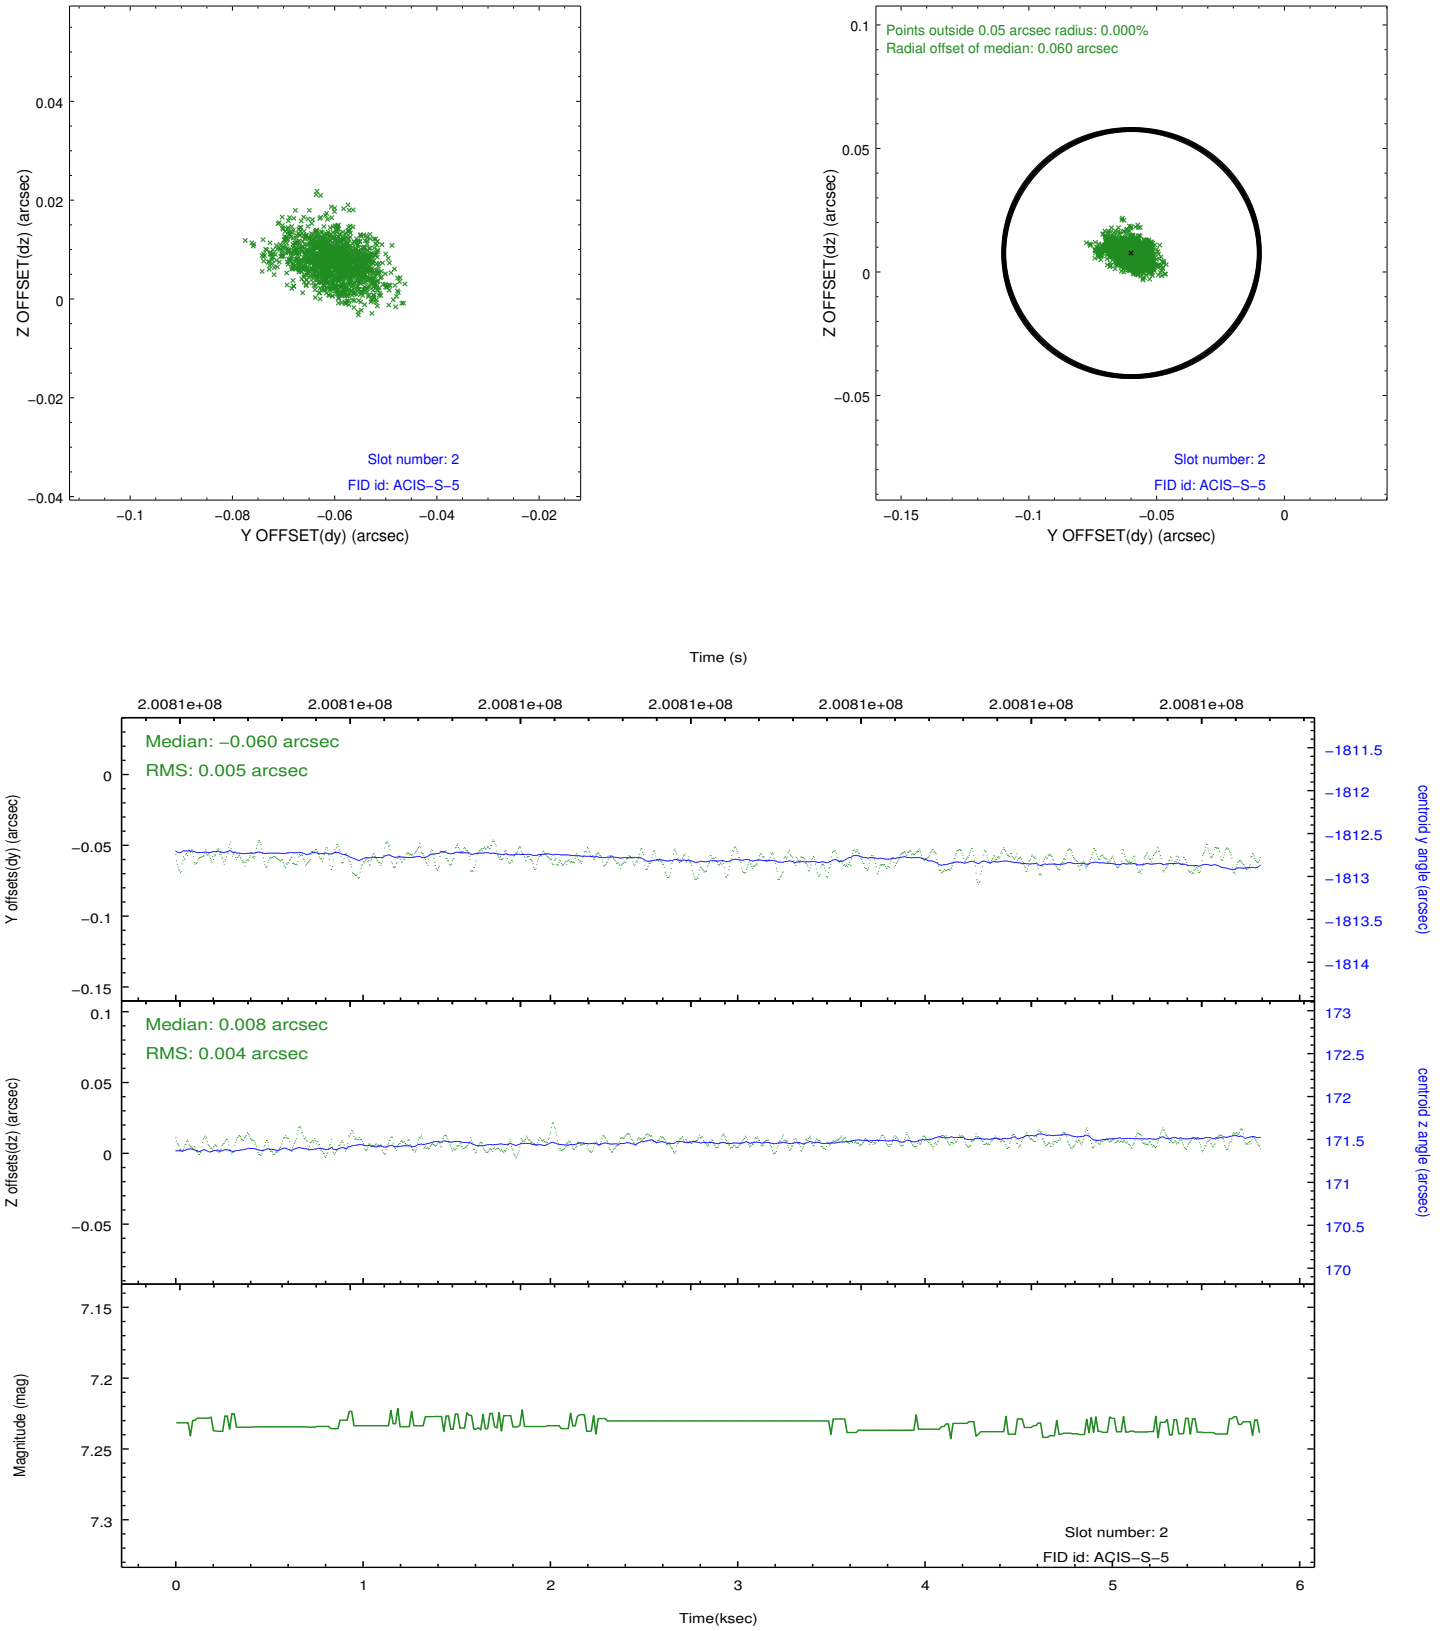 0.04
0.02
0
−0.02
−0.04
Z OFFSET(dz) (arcsec)
Slot number: 2
FID id: ACIS−S−5
−0.1
−0.08
−0.06
−0.04
−0.02
Y OFFSET(dy) (arcsec)
Points outside 0.05 arcsec radius: 0.000%
Radial offset of median: 0.060 arcsec
0.1
0.05
0
−0.05
Z OFFSET(dz) (arcsec)
Slot number: 2
FID id: ACIS−S−5
−0.15
−0.1
−0.05
0
Y OFFSET(dy) (arcsec)
Time (s)
2.0081e+08
2.0081e+08
2.0081e+08
2.0081e+08
2.0081e+08
2.0081e+08
2.0081e+08
Median: −0.060 arcsec
RMS: 0.005 arcsec
0
−0.05
−0.1
−0.15
Y offsets(dy) (arcsec)
−1811.5
−1812
−1812.5
−1813
−1813.5
−1814
centroid y angle (arcsec)
Median: 0.008 arcsec
RMS: 0.004 arcsec
0.1
0.05
0
−0.05
Z offsets(dz) (arcsec)
173
172.5
172
171.5
171
170.5
170
centroid z angle (arcsec)
7.15
7.2
7.25
7.3
Magnitude (mag)
Slot number: 2
FID id: ACIS−S−5
0
1
2
3
4
5
6
Time(ksec)